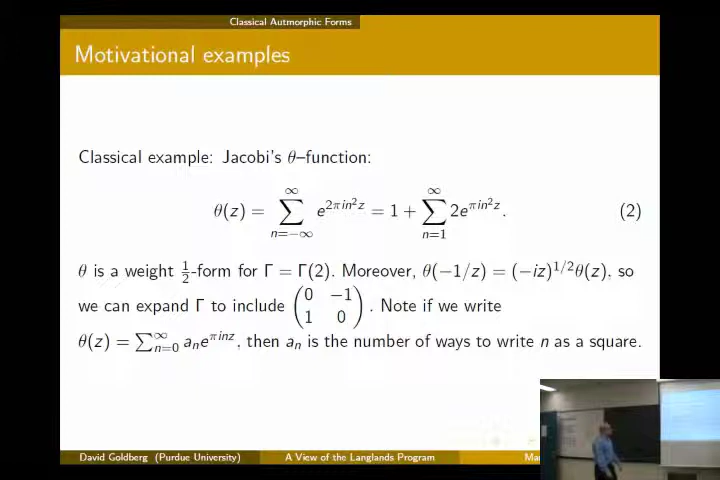 Classical Autmorphic Forms
Motivational examples
Classical example: Jacobi's θ–function:
θ(z) = ∑_{n=−∞}^{∞} e^{2πin²z} = 1 + ∑_{n=1}^{∞} 2e^{πin²z}. (2)
θ is a weight 1/2-form for Γ = Γ(2). Moreover, θ(−1/z) = (−iz)^{1/2}θ(z), so
we can expand Γ to include (0 −1
1 0). Note if we write
θ(z) = ∑_{n=0}^{∞} a_n e^{πinz}, then a_n is the number of ways to write n as a square.
David Goldberg (Purdue University) A View of the Langlands Program